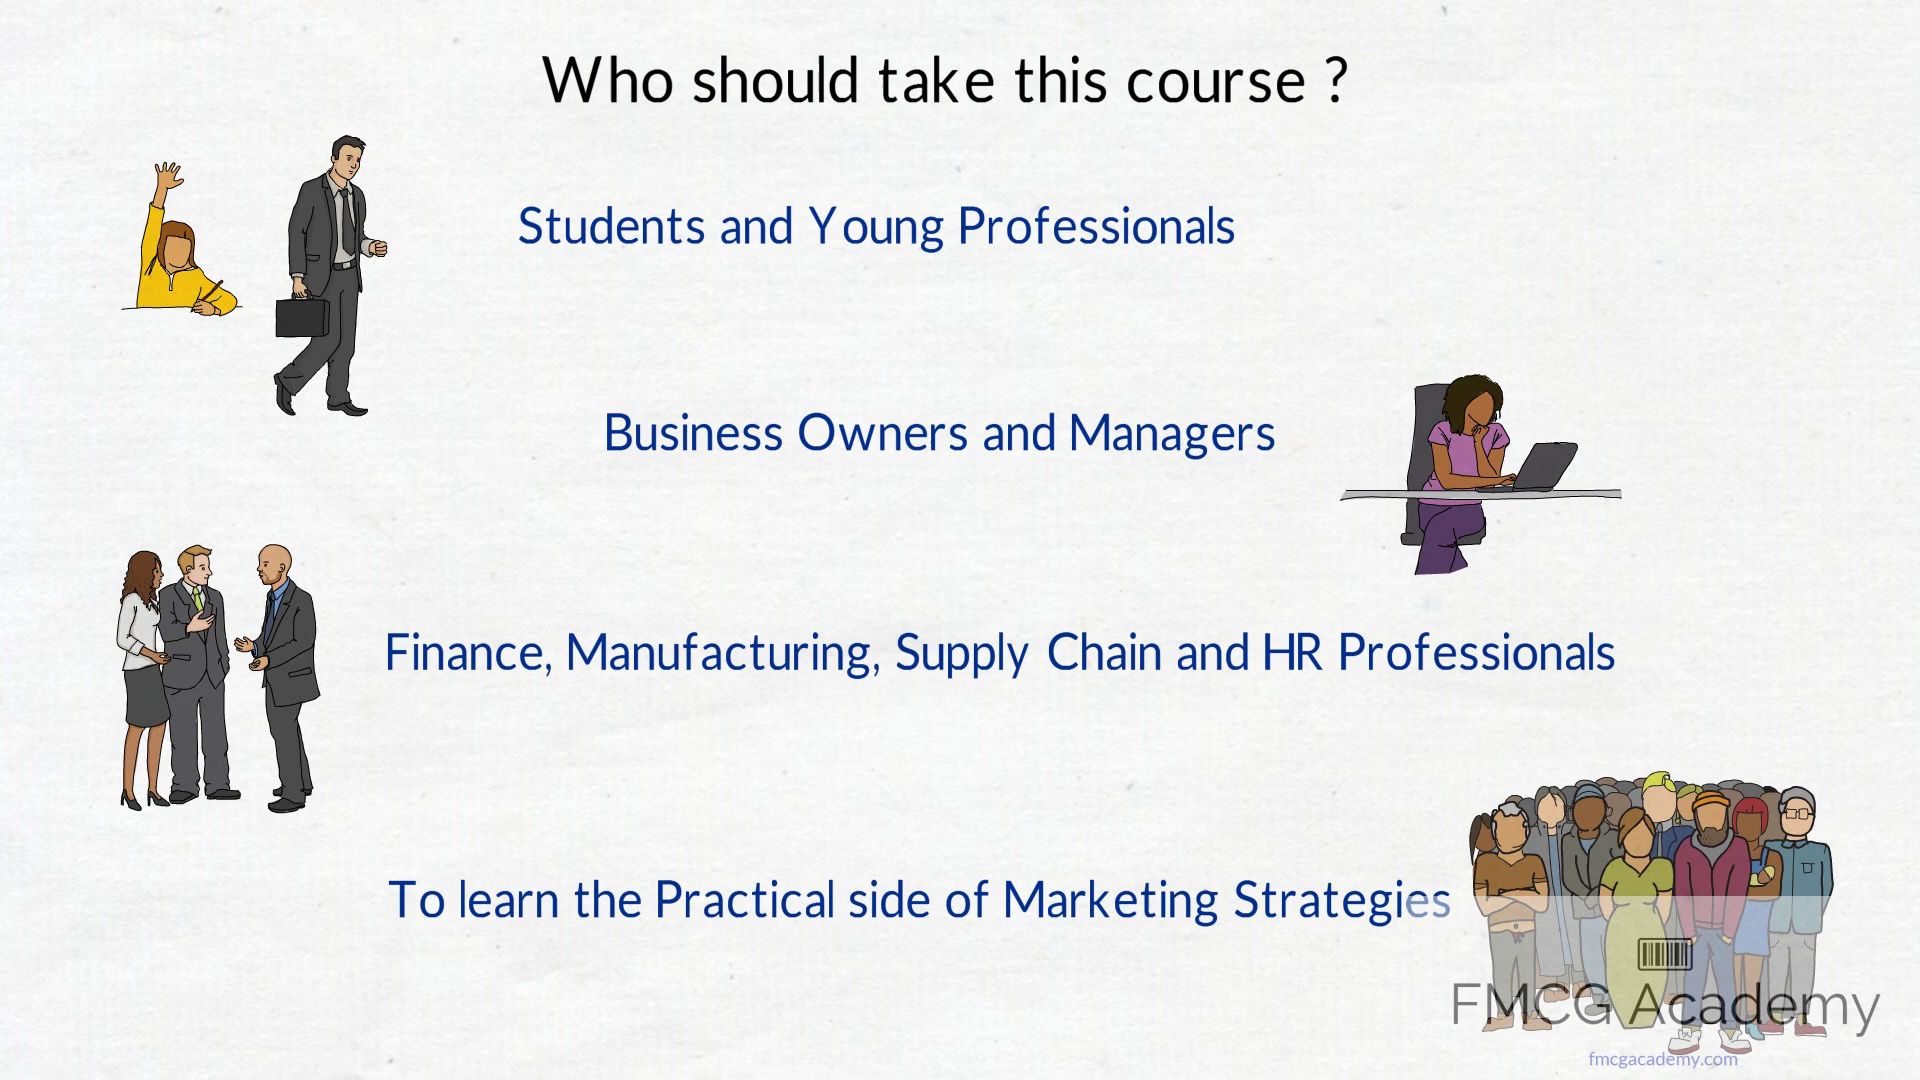 Who should take this course ?
Students and Young Professionals
Business Owners and Managers
Finance, Manufacturing, Supply Chain and HR Professionals
To learn the Practical side of Marketing Strategies
FMCG Academy
fmcgacademy.com